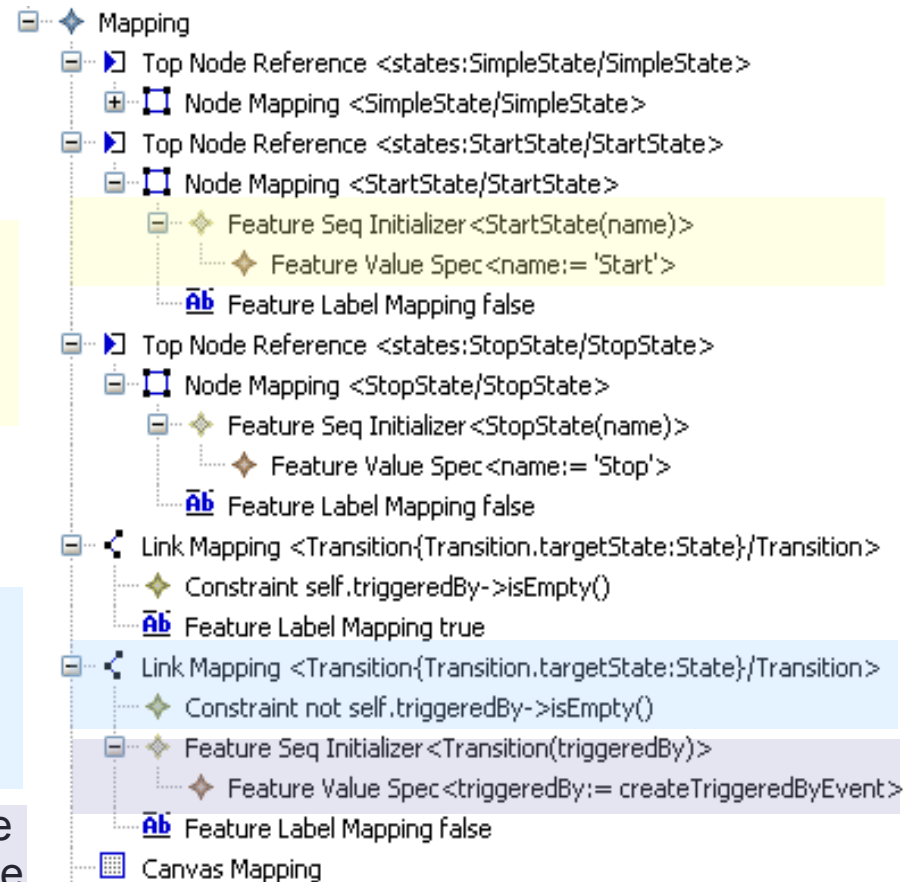 Mapping
Top Node Reference <states:SimpleState/SimpleState>
Node Mapping <SimpleState/SimpleState>
Top Node Reference <states:StartState/StartState>
Node Mapping <StartState/StartState>
Feature Seq Initializer<StartState(name)>
Feature Value Spec<name:= 'Start'>
Ab Feature Label Mapping false
Top Node Reference <states:StopState/StopState>
Node Mapping <StopState/StopState>
Feature Seq Initializer<StopState(name)>
Feature Value Spec<name:= 'Stop'>
Ab Feature Label Mapping false
Link Mapping <Transition{Transition.targetState:State}/Transition>
Constraint self.triggeredBy->isEmpty()
Ab Feature Label Mapping true
Link Mapping <Transition{Transition.targetState:State}/Transition>
Constraint not self.triggeredBy->isEmpty()
Feature Seq Initializer<Transition(triggeredBy)>
Feature Value Spec<triggeredBy:= createTriggeredByEvent>
e Ab Feature Label Mapping false
e Canvas Mapping